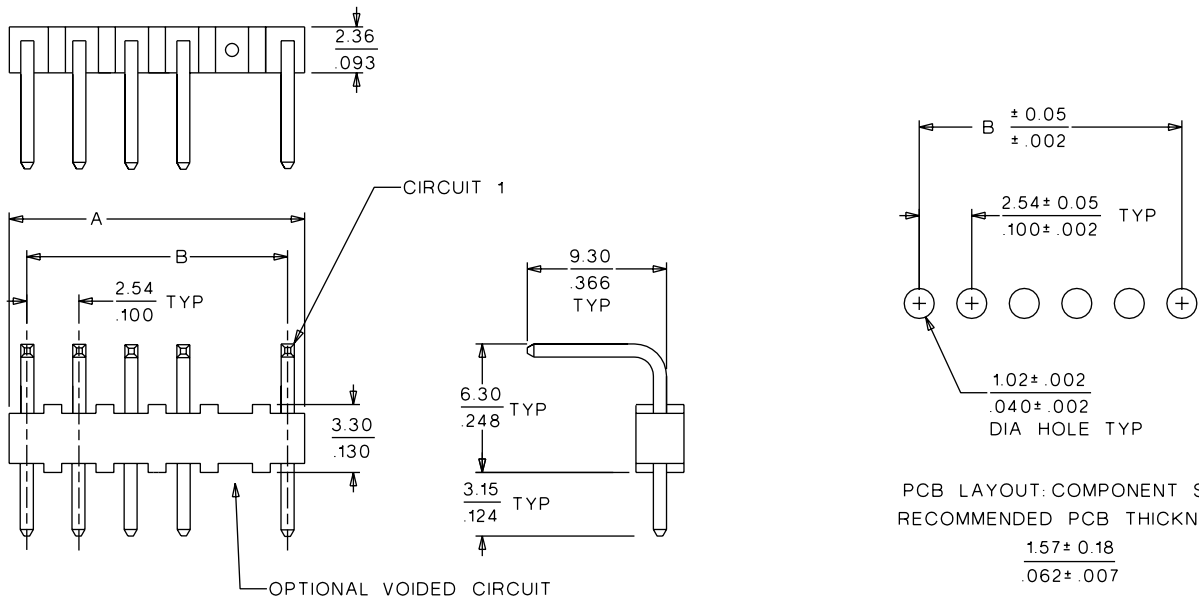 2.36
.093
CIRCUIT 1
A
B
2.54
.100
TYP
3.30
.130
OPTIONAL VOIDED CIRCUIT
9.30
.366
TYP
6.30
.248
TYP
3.15
.124
TYP
B
± 0.05
± .002
2.54± 0.05
.100± .002
TYP
1.02± .002
.040± .002
DIA HOLE TYP
PCB LAYOUT: COMPONENT S
RECOMMENDED PCB THICKN
1.57± 0.18
.062± .007